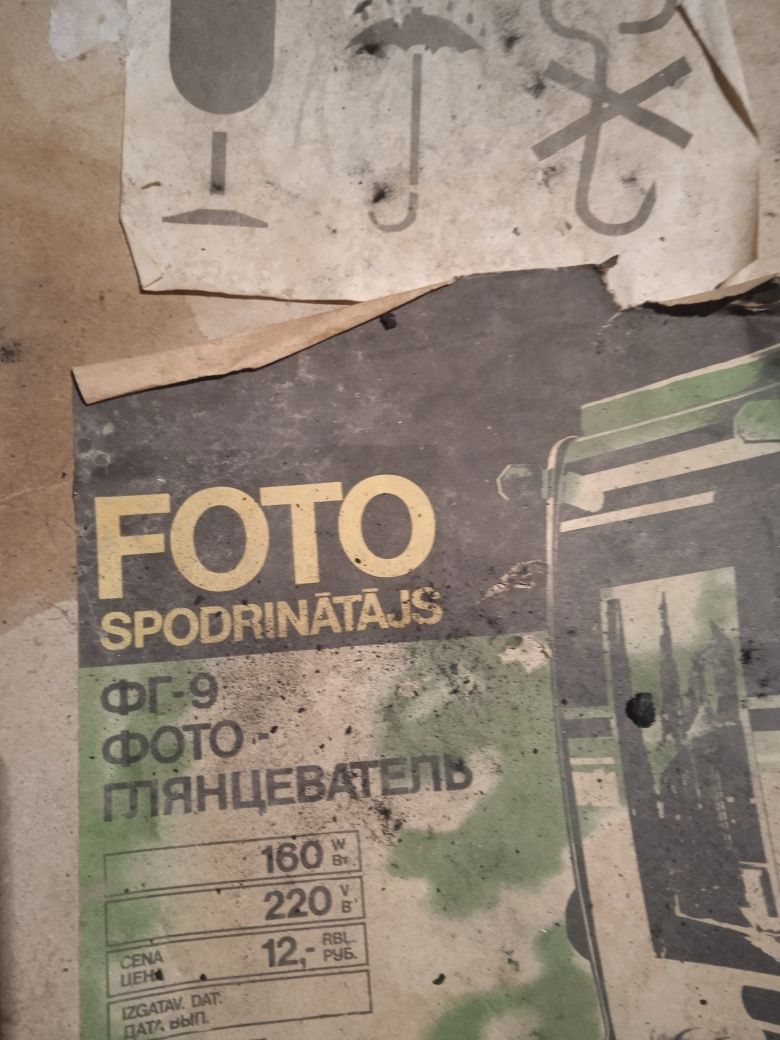 FOTO
SPODRINĀTĀJS
ФГ-9
ФОТО-
ГЛЯНЦЕВАТЕЛЬ
160 W
Вт
220 V
В
CENA 12,- RBL.
ЦЕНА РУБ.
IZGATAV. DAT.
ДАТА ВЫП.